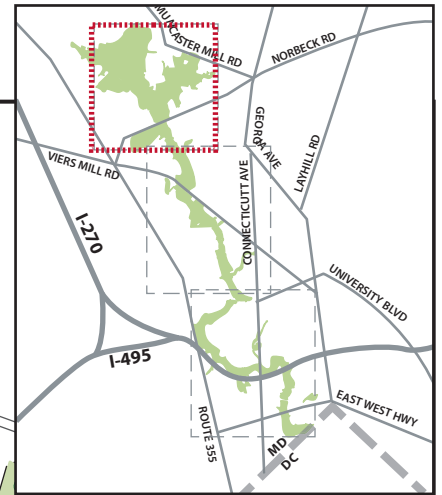 MUNCASTER MILL RD
NORBECK RD
GEORGIA AVE
LAYHILL RD
VIERS MILL RD
CONNECTICUTT AVE
I-270
UNIVERSITY BLVD
I-495
EAST WEST HWY
ROUTE 355
MD
DC